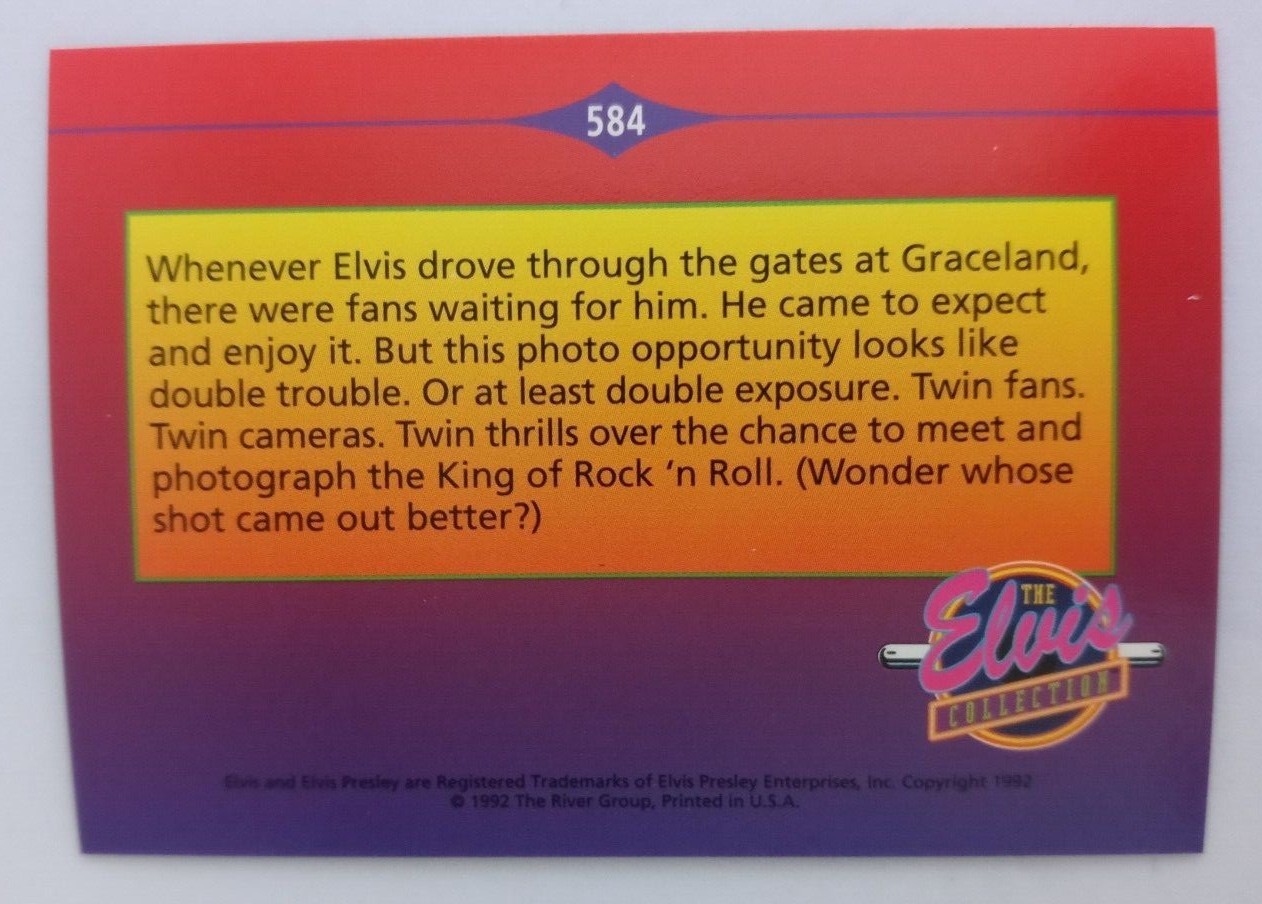 584
Whenever Elvis drove through the gates at Graceland,
there were fans waiting for him. He came to expect
and enjoy it. But this photo opportunity looks like
double trouble. Or at least double exposure. Twin fans.
Twin cameras. Twin thrills over the chance to meet and
photograph the King of Rock ‘n Roll. (Wonder whose
shot came out better?)
THE
Elvis
COLLECTION
Elvis and Elvis Presley are Registered Trademarks of Elvis Presley Enterprises, Inc. Copyright 1992
© 1992 The River Group, Printed in U.S.A.